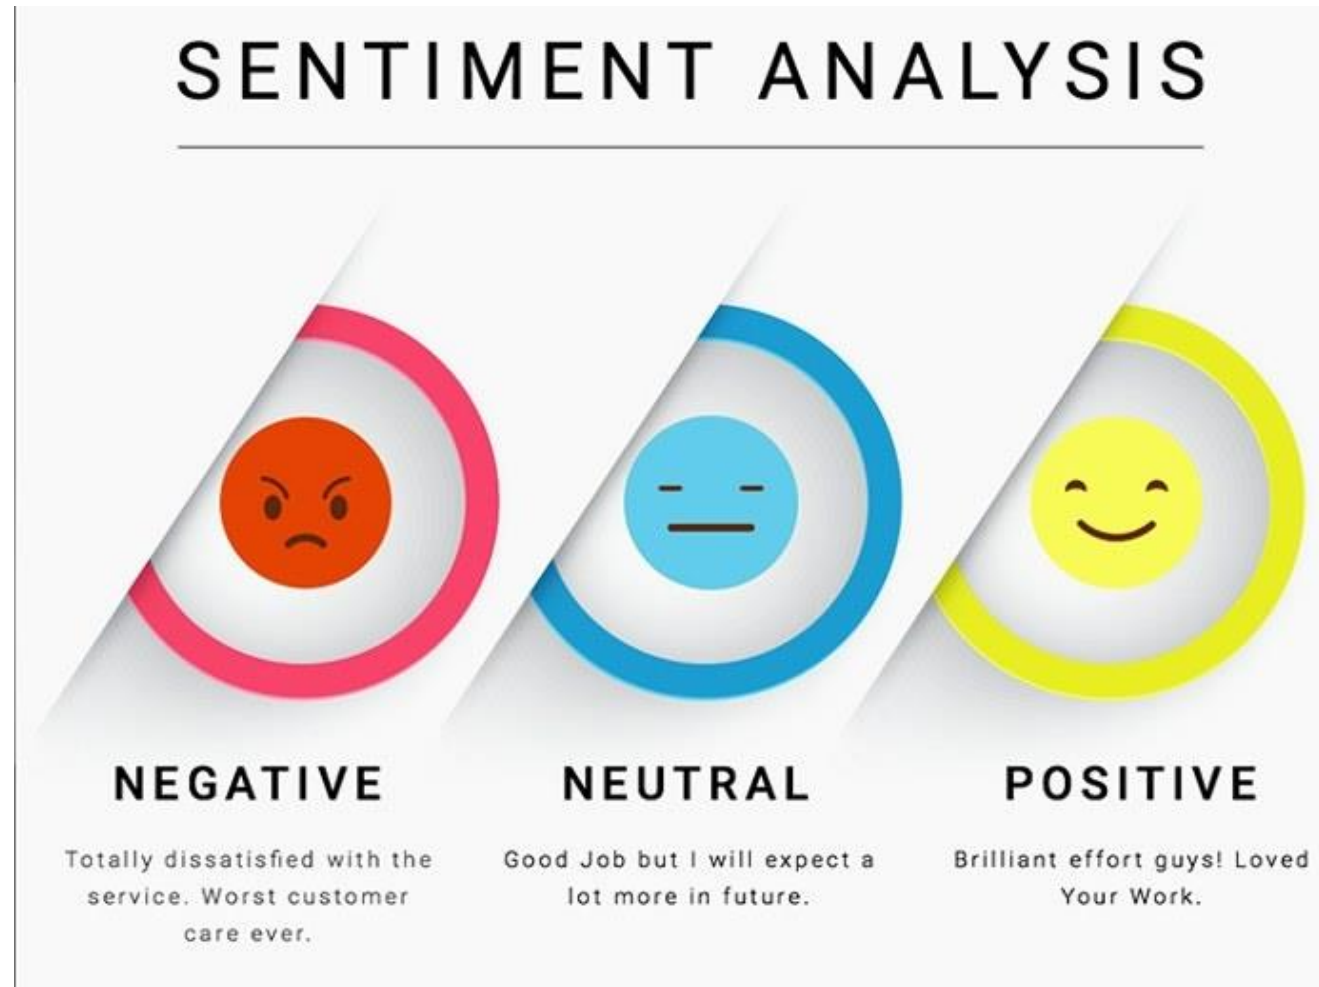 SENTIMENT ANALYSIS
NEGATIVE
Totally dissatisfied with the
service. Worst customer
care ever.
NEUTRAL
Good Job but I will expect a
lot more in future.
POSITIVE
Brilliant effort guys! Loved
Your Work.